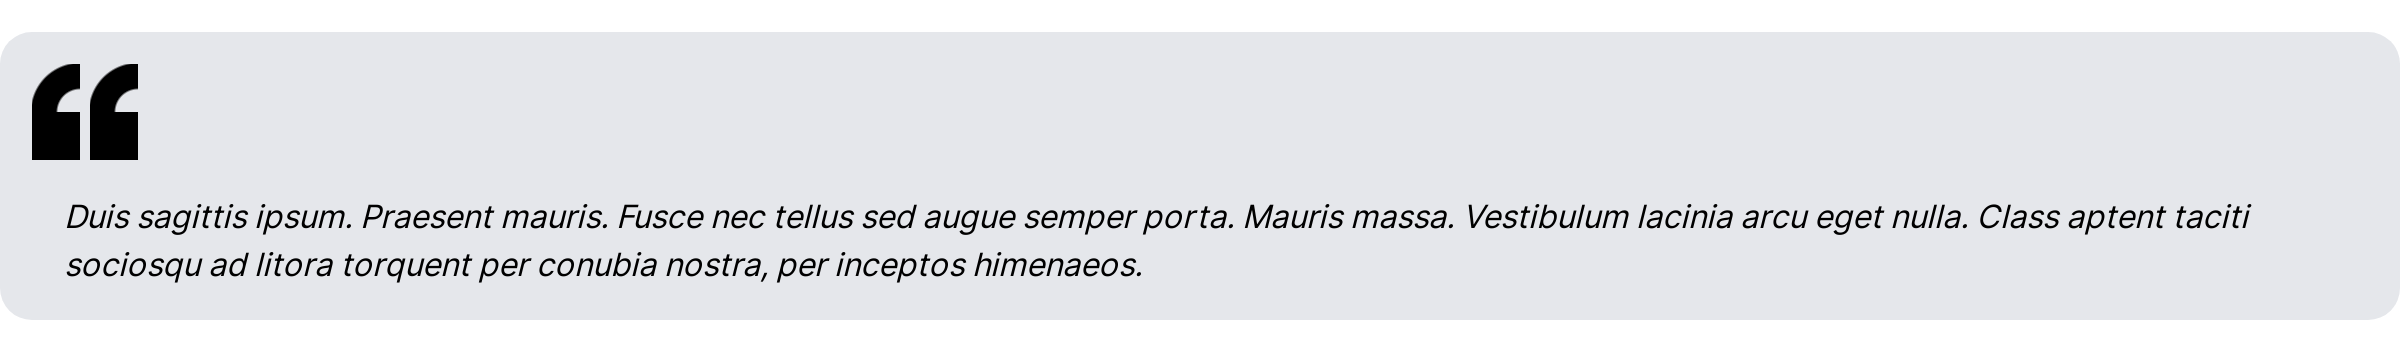 Duis sagittis ipsum. Praesent mauris. Fusce nec tellus sed augue semper porta. Mauris massa. Vestibulum lacinia arcu eget nulla. Class aptent taciti
sociosqu ad litora torquent per conubia nostra, per inceptos himenaeos.